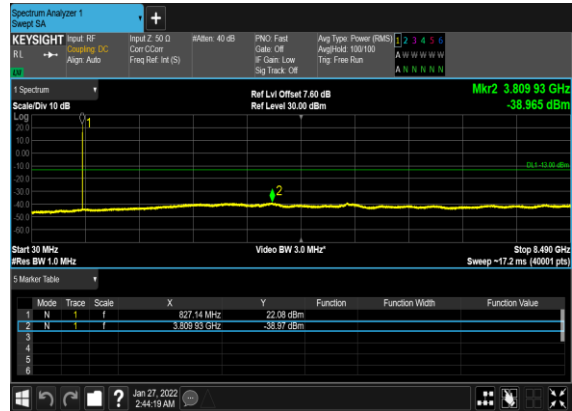 Spectrum Analyzer 1
Swept SA
+
KEYSIGHT Input: RF Input Z: 50 Ω #Atten: 40 dB PNO: Fast Avg Type: Power (RMS) 1 2 3 4 5 6
RL Coupling: DC Corr CCorr Gate: Off Avg|Hold: 100/100 A W W W W W
Align: Auto Freq Ref: Int (S) IF Gain: Low Trig: Free Run
Sig Track: Off A N N N N N
1 Spectrum Ref Lvl Offset 7.60 dB Mkr2 3.809 93 GHz
Scale/Div 10 dB Ref Level 30.00 dBm -38.965 dBm
Log
20.0
10.0
0.00
-10.0
-20.0
-30.0
-40.0
-50.0
-60.0
1
DL1 -13.00 dBm
2
Start 30 MHz Video BW 3.0 MHz* Stop 8.490 GHz
#Res BW 1.0 MHz Sweep ~17.2 ms (40001 pts)
5 Marker Table
Mode Trace Scale X Y Function Function Width Function Value
1 N 1 f 827.14 MHz 22.08 dBm
2 N 1 f 3.809 93 GHz -38.97 dBm
3
4
5
6
? Jan 27, 2022
2:44:19 AM